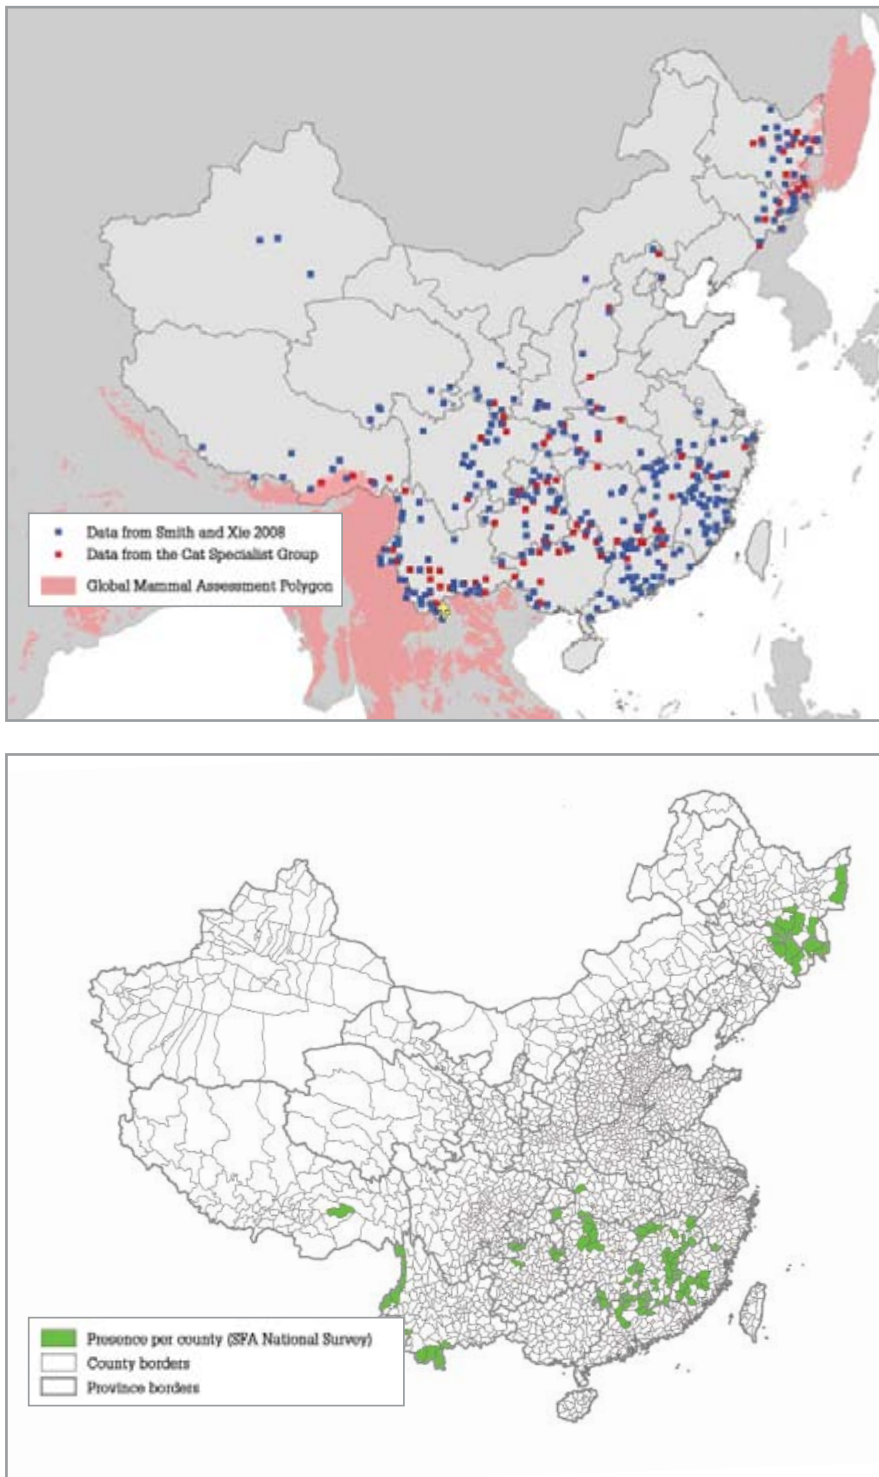 Data from Smith and Xie 2008
Data from the Cat Specialist Group
Global Mammal Assessment Polygon
Presence per county (SFA National Survey)
County borders
Province borders